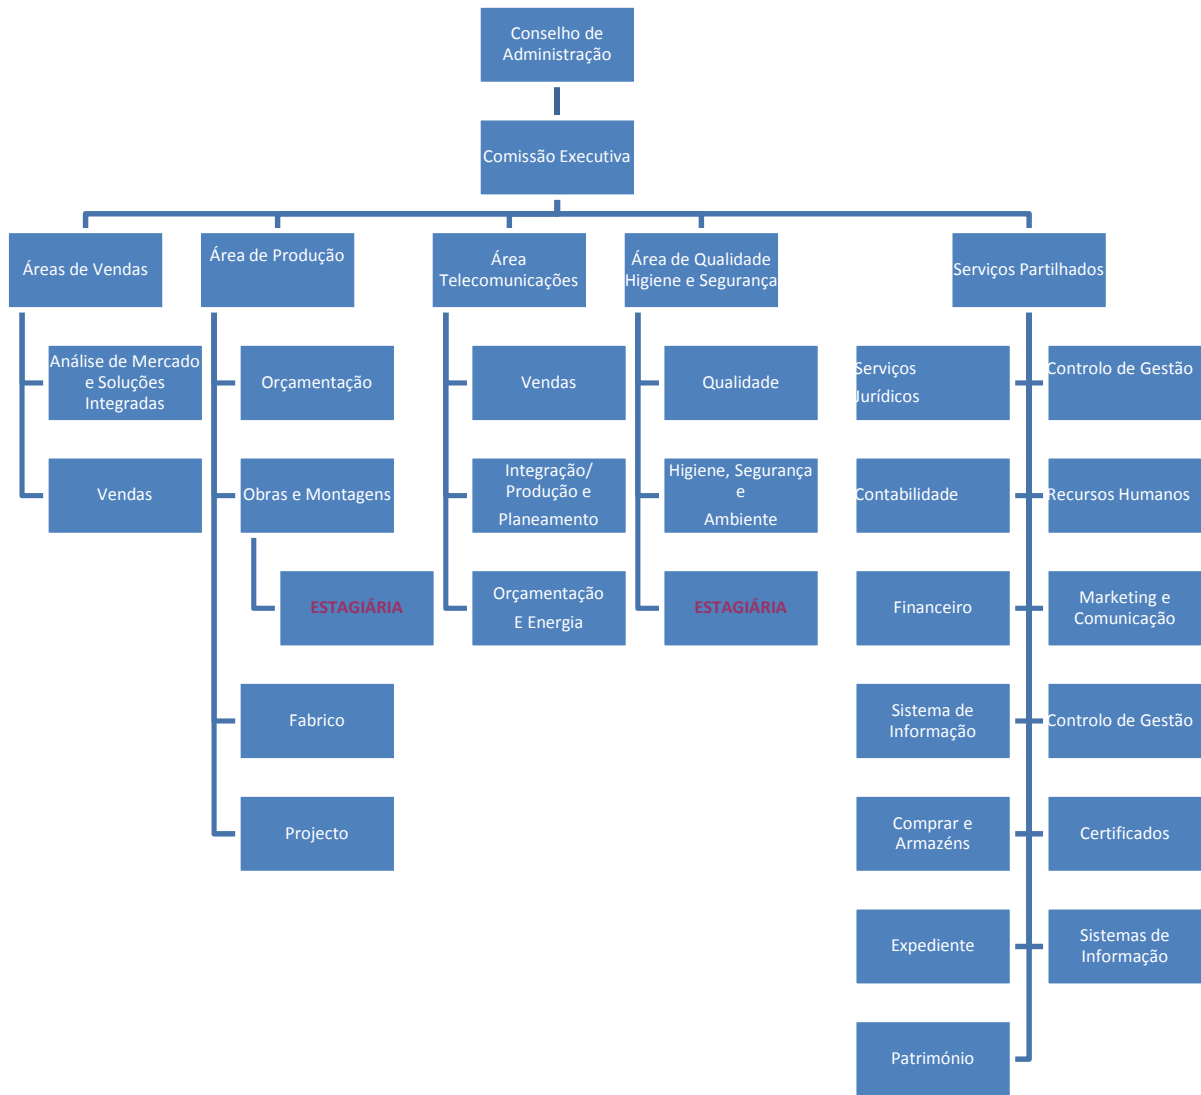 Conselho de
Administração
Comissão Executiva
Áreas de Vendas
Área de Produção
Área
Telecomunicações
Área de Qualidade
Higiene e Segurança
Serviços Partilhados
Análise de Mercado
e Soluções
Integradas
Vendas
Orçamentação
Obras e Montagens
ESTAGIÁRIA
Fabrico
Projecto
Vendas
Integração/
Produção e
Planeamento
Orçamentação
E Energia
Qualidade
Higiene, Segurança
e
Ambiente
ESTAGIÁRIA
Serviços
Jurídicos
Controlo de Gestão
Contabilidade
Recursos Humanos
Financeiro
Marketing e
Comunicação
Sistema de
Informação
Controlo de Gestão
Comprar e
Armazéns
Certificados
Expediente
Sistemas de
Informação
Património